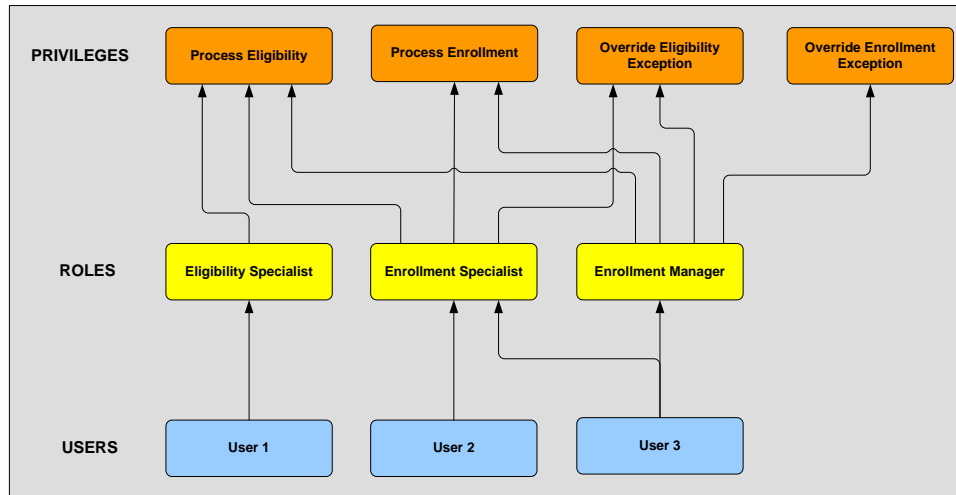 PRIVILEGES
Process Eligibility
Process Enrollment
Override Eligibility
Exception
Override Enrollment
Exception
ROLES
Eligibility Specialist
Enrollment Specialist
Enrollment Manager
USERS
User 1
User 2
User 3